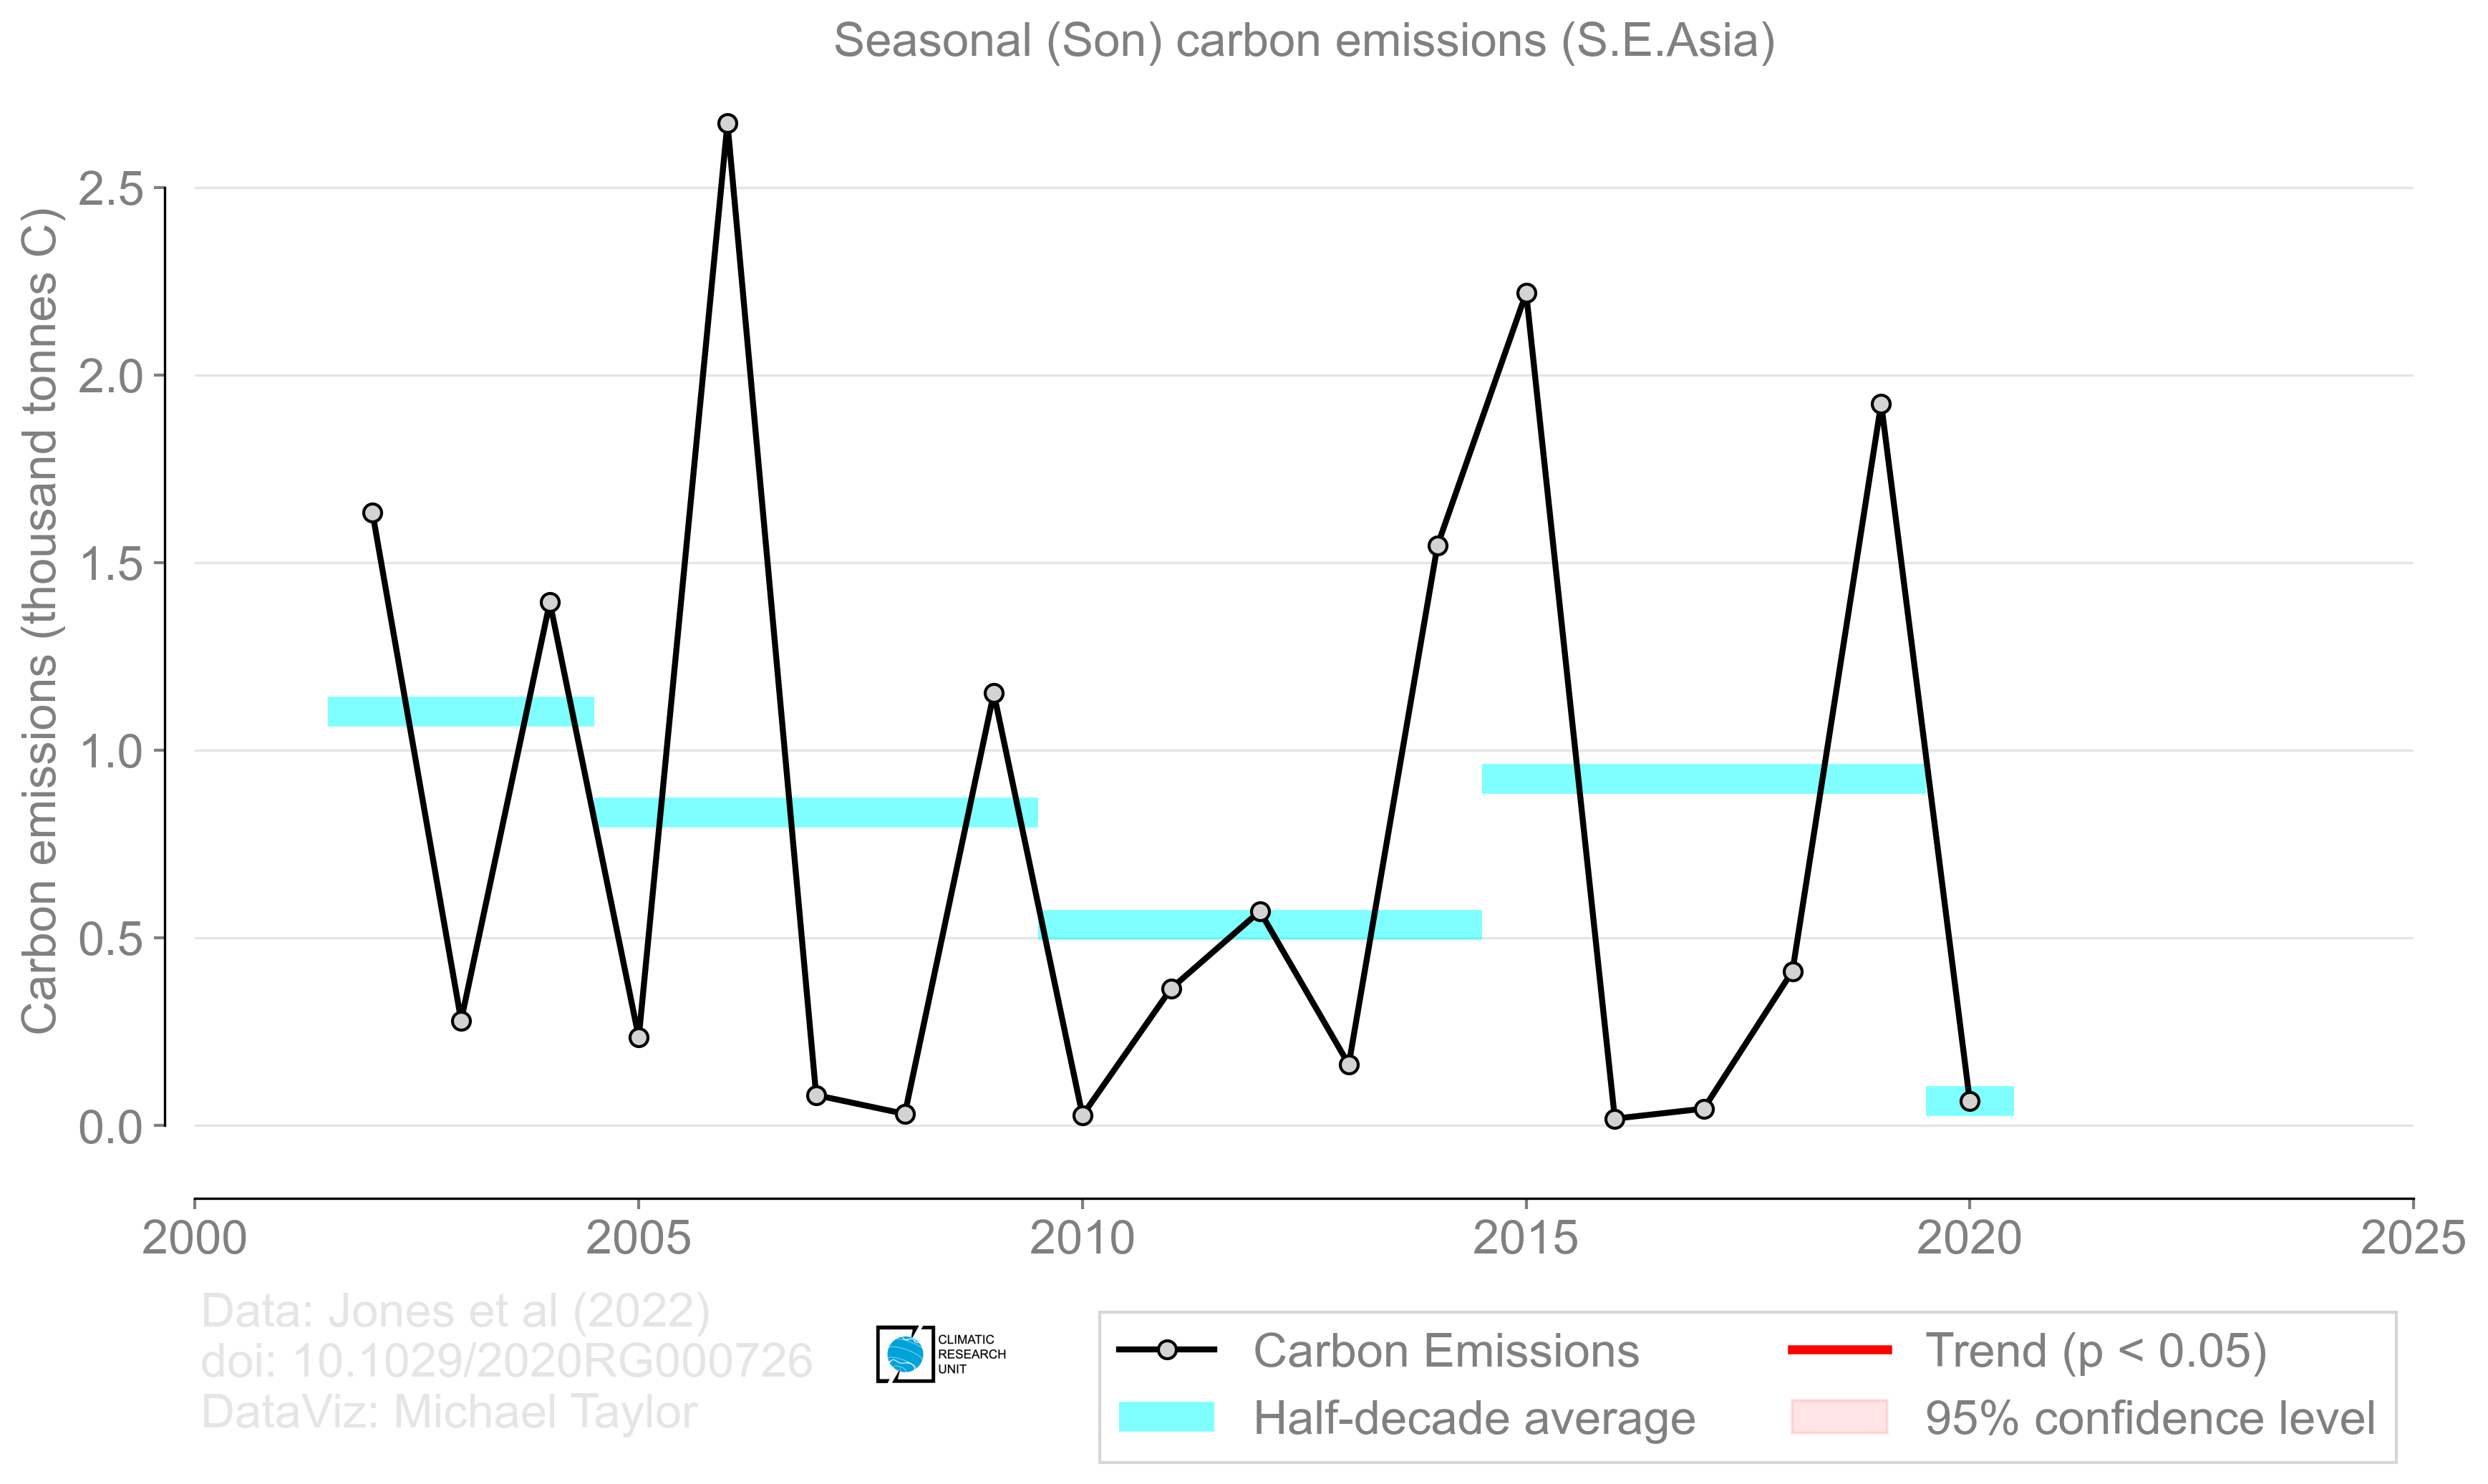 Seasonal (Son) carbon emissions (S.E.Asia)
Carbon emissions (thousand tonnes C)
2.5
2.0
1.5
1.0
0.5
0.0
2000 2005 2010 2015 2020 2025
Data: Jones et al (2022)
doi: 10.1029/2020RG000726
DataViz: Michael Taylor
CLIMATIC
RESEARCH
UNIT
Carbon Emissions
Half-decade average
Trend (p < 0.05)
95% confidence level